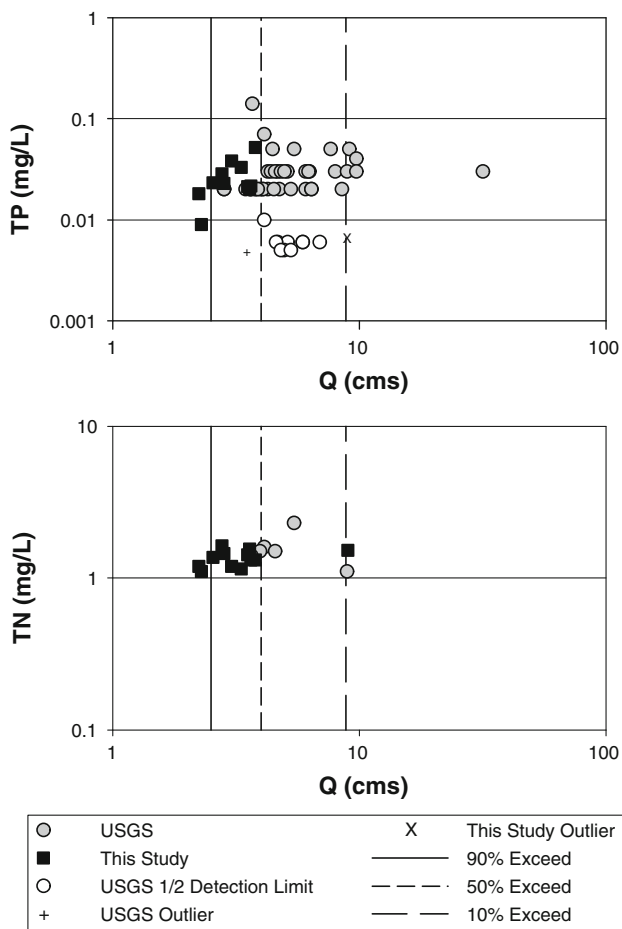 1
0.1
0.01
0.001
TP (mg/L)
X
+
1 10 100
Q (cms)
10
1
0.1
TN (mg/L)
1 10 100
Q (cms)
USGS
This Study
USGS 1/2 Detection Limit
+ USGS Outlier
X This Study Outlier
90% Exceed
50% Exceed
10% Exceed